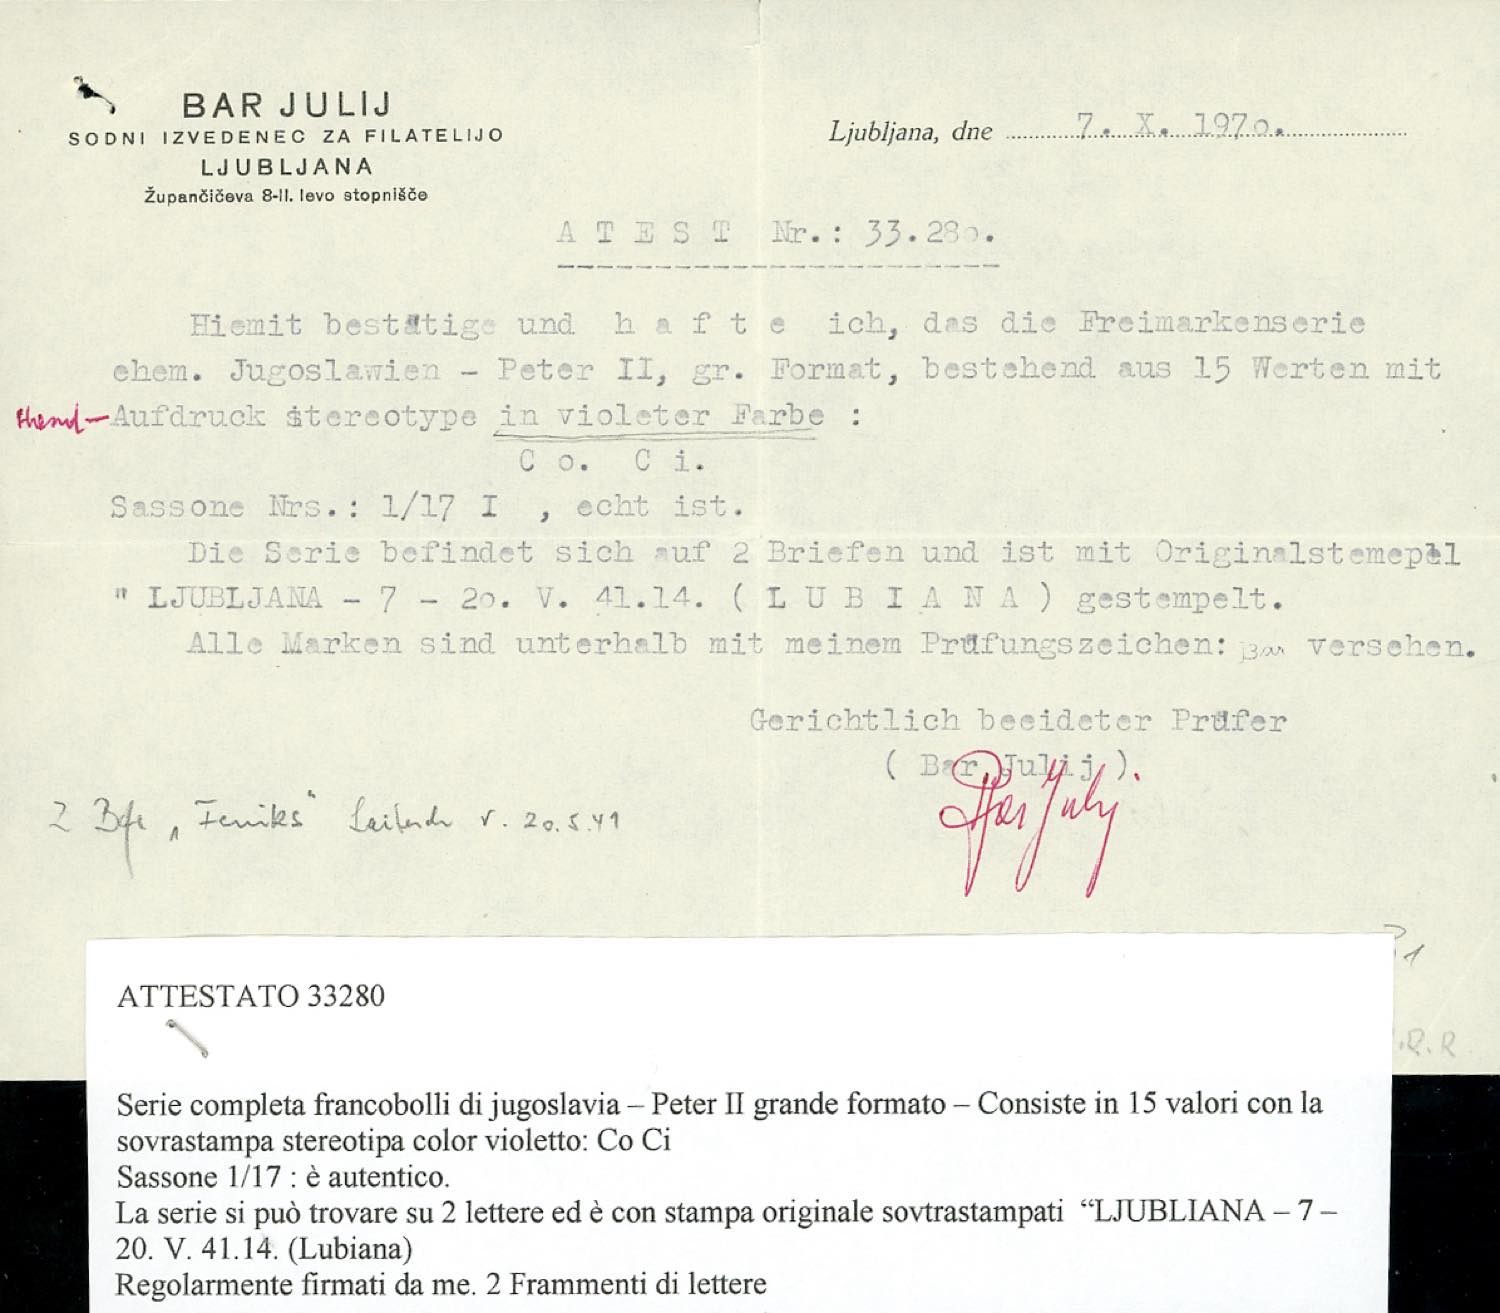 BAR JULIJ
SODNI IZVEDENEC ZA FILATELIJO
LJUBLJANA
Župančičeva 8-II. levo stopnišče
Ljubljana, dne 7. X. 1970.
A T E S T Nr.: 33.280.
Hiemit bestätige und h a f t e ich, das die Freimarkenserie
ehem. Jugoslawien - Peter II, gr. Format, bestehend aus 15 Werten mit
Aufdruck stereotype in violeter Farbe :
C o. C i.
Sassone Nrs.: 1/17 I , echt ist.
Die Serie befindet sich auf 2 Briefen und ist mit Originalstemepel
" LJUBLJANA - 7 - 20. V. 41.14. ( L U B I A N A ) gestempelt.
Alle Marken sind unterhalb mit meinem Prüfungszeichen: Bar versehen.
Gerichtlich beeideter Prüfer
( Bar Julij ).
Bar Julij
2 Bfe „Feniks" v. 20.5.41
R.R
ATTESTATO 33280
Serie completa francobolli di jugoslavia – Peter II grande formato – Consiste in 15 valori con la
sovrastampa stereotipa color violetto: Co Ci
Sassone 1/17 : è autentico.
La serie si può trovare su 2 lettere ed è con stampa originale sovtrastampati “LJUBLIANA – 7 –
20. V. 41.14. (Lubiana)
Regolarmente firmati da me. 2 Frammenti di lettere